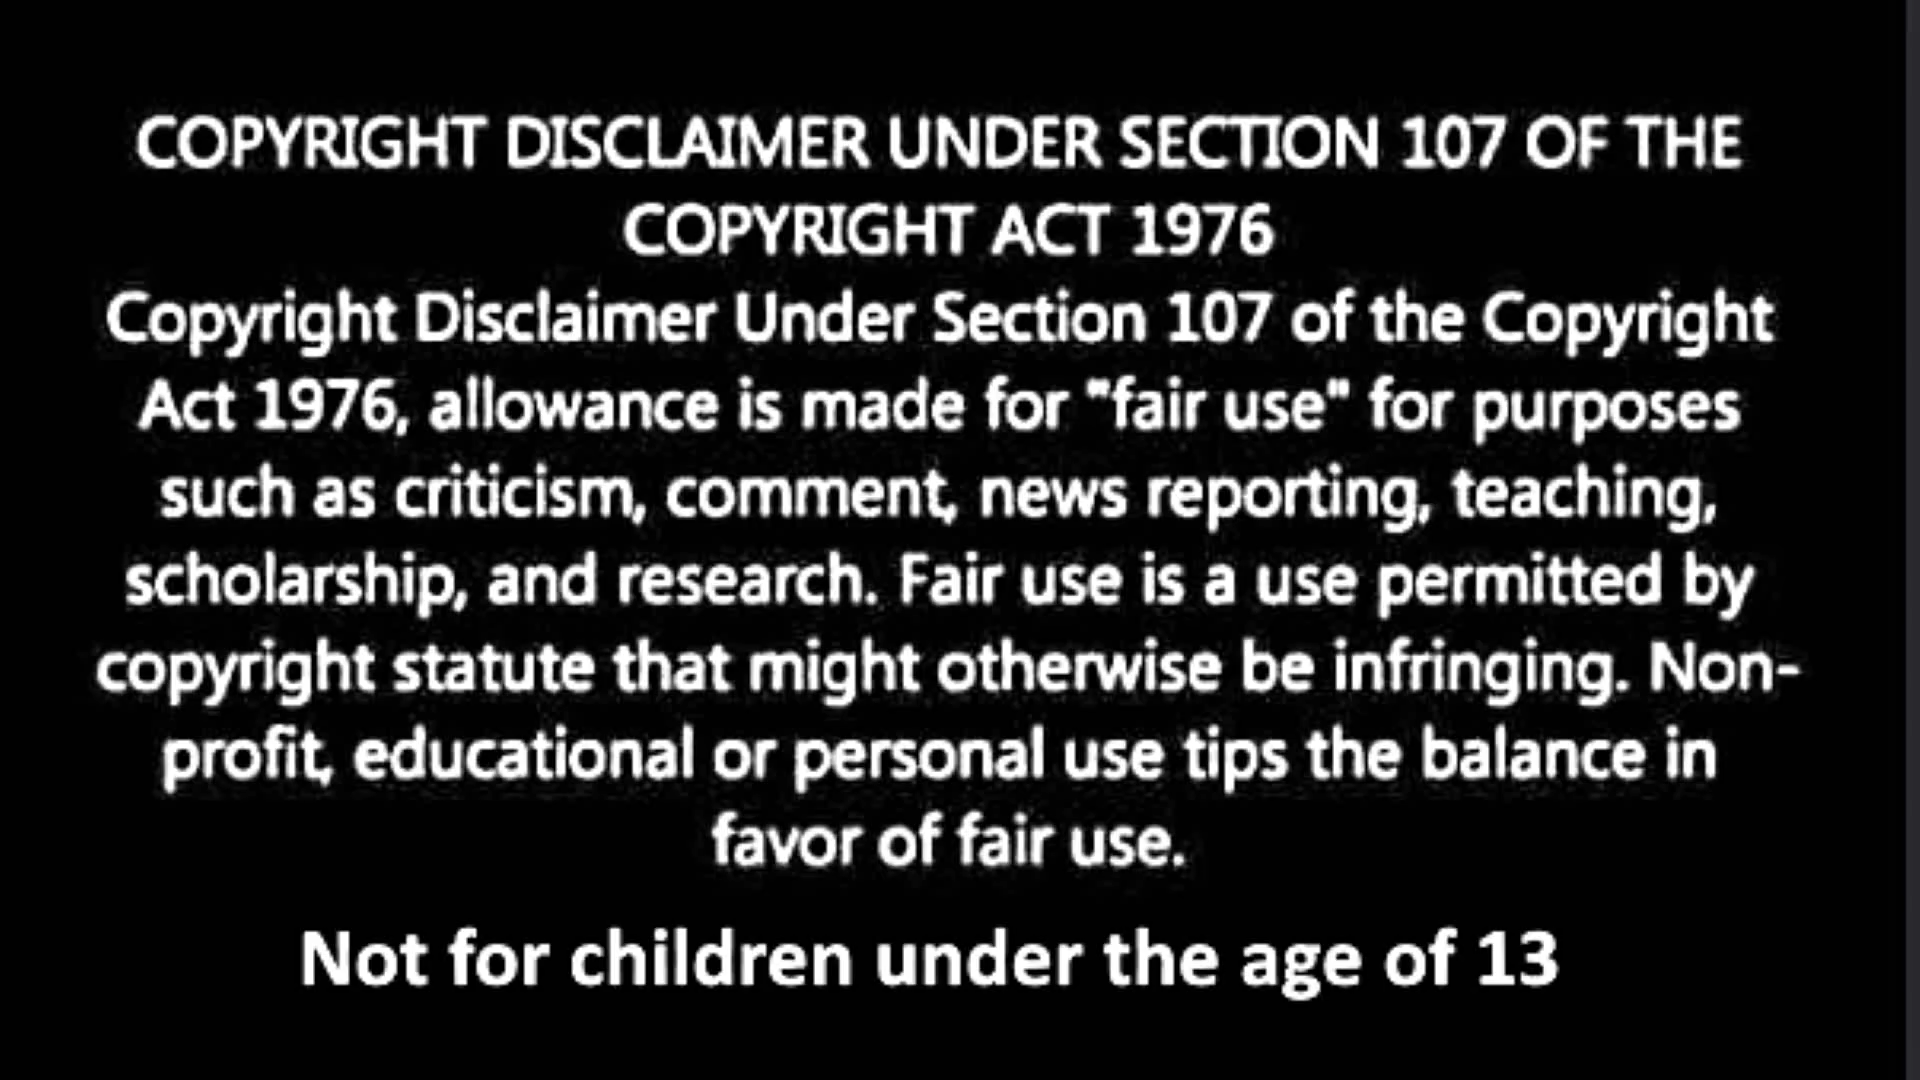 COPYRIGHT DISCLAIMER UNDER SECTION 107 OF THE
COPYRIGHT ACT 1976
Copyright Disclaimer Under Section 107 of the Copyright
Act 1976, allowance is made for "fair use" for purposes
such as criticism, comment, news reporting, teaching,
scholarship, and research. Fair use is a use permitted by
copyright statute that might otherwise be infringing. Non-
profit, educational or personal use tips the balance in
favor of fair use.
Not for children under the age of 13